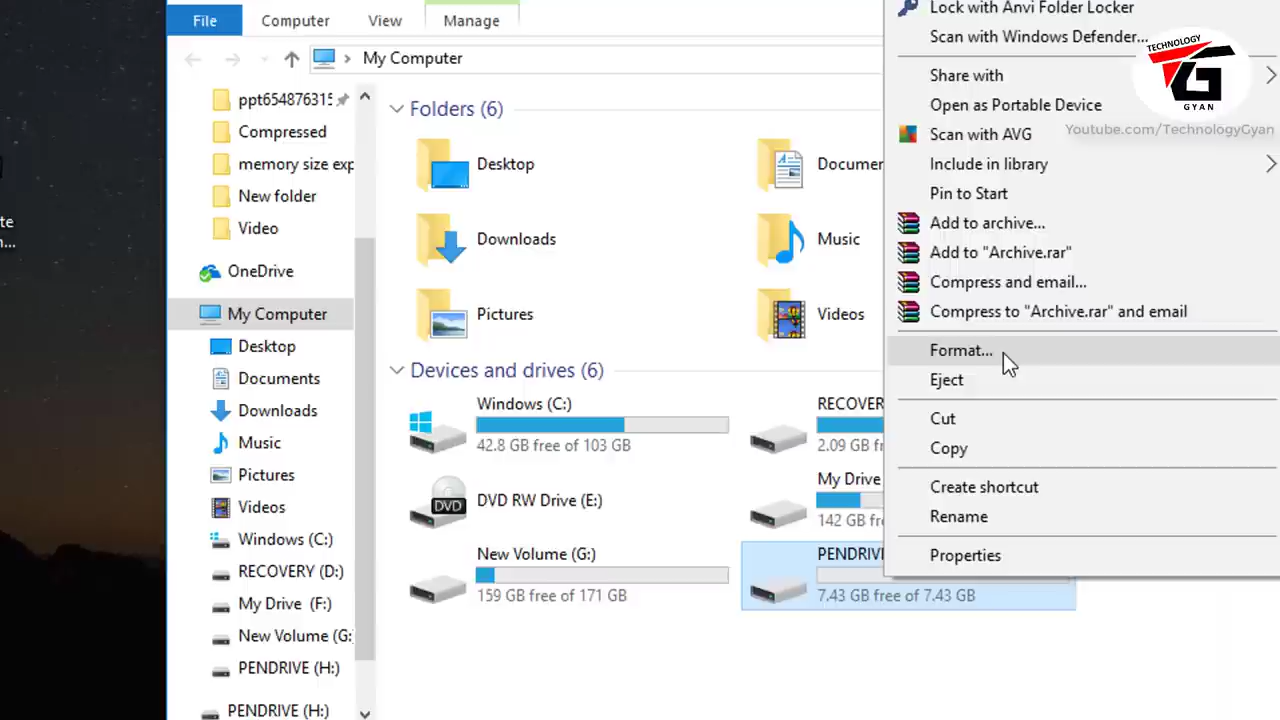 File
Computer
View
Manage
My Computer
ppt654876315
Compressed
memory size exp
New folder
Video
OneDrive
My Computer
Desktop
Documents
Downloads
Music
Pictures
Videos
Windows (C:)
RECOVERY (D:)
My Drive (F:)
New Volume (G:
PENDRIVE (H:)
PENDRIVE (H:)
te
n...
Folders (6)
Desktop
Documer
Downloads
Music
Pictures
Videos
Devices and drives (6)
Windows (C:)
42.8 GB free of 103 GB
RECOVER
2.09 GB fr
DVD
DVD RW Drive (E:)
My Drive
142 GB fr
New Volume (G:)
159 GB free of 171 GB
PENDRIVE
7.43 GB free of 7.43 GB
Lock with Anvi Folder Locker
Scan with Windows Defender...
Share with
Open as Portable Device
Scan with AVG
Include in library
Pin to Start
Add to archive...
Add to "Archive.rar"
Compress and email...
Compress to "Archive.rar" and email
Format...
Eject
Cut
Copy
Create shortcut
Rename
Properties
TECHNOLOGY
TG
GYAN
Youtube.com/TechnologyGyan